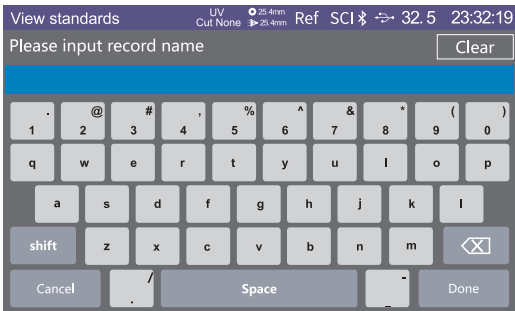 View standards UV Cut None 25.4mm 25.4mm Ref SCI 32.5 23:32:19
Please input record name Clear
. @ # , % ^ & * ( )
1 2 3 4 5 6 7 8 9 0
q w e r t y u I o p
a s d f g h j k l
shift z x c v b n m
Cancel / . Space - _ Done